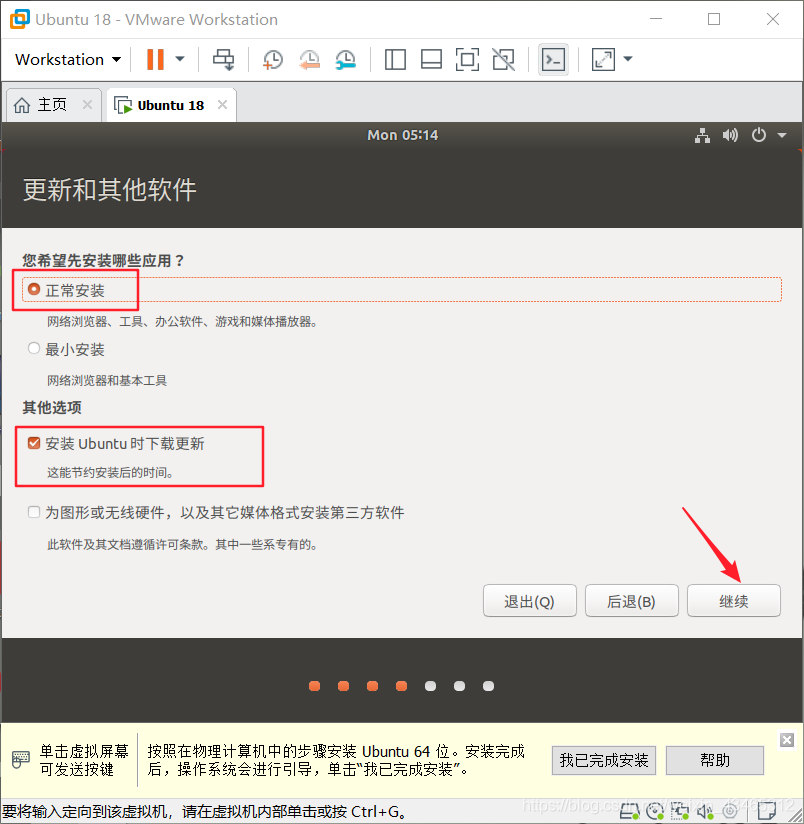 Ubuntu 18 - VMware Workstation
Workstation
主页
Ubuntu 18
Mon 05:14
更新和其他软件
您希望先安装哪些应用？
正常安装
网络浏览器、工具、办公软件、游戏和媒体播放器。
最小安装
网络浏览器和基本工具
其他选项
安装 Ubuntu 时下载更新
这能节约安装后的时间。
为图形或无线硬件，以及其它媒体格式安装第三方软件
此软件及其文档遵循许可条款。其中一些系专有的。
退出(Q) 后退(B) 继续
单击虚拟屏幕
可发送按键
按照在物理计算机中的步骤安装 Ubuntu 64 位。安装完成
后，操作系统会进行引导，单击“我已完成安装”。
我已完成安装 帮助
要将输入定向到该虚拟机，请在虚拟机内部单击或按 Ctrl+G。